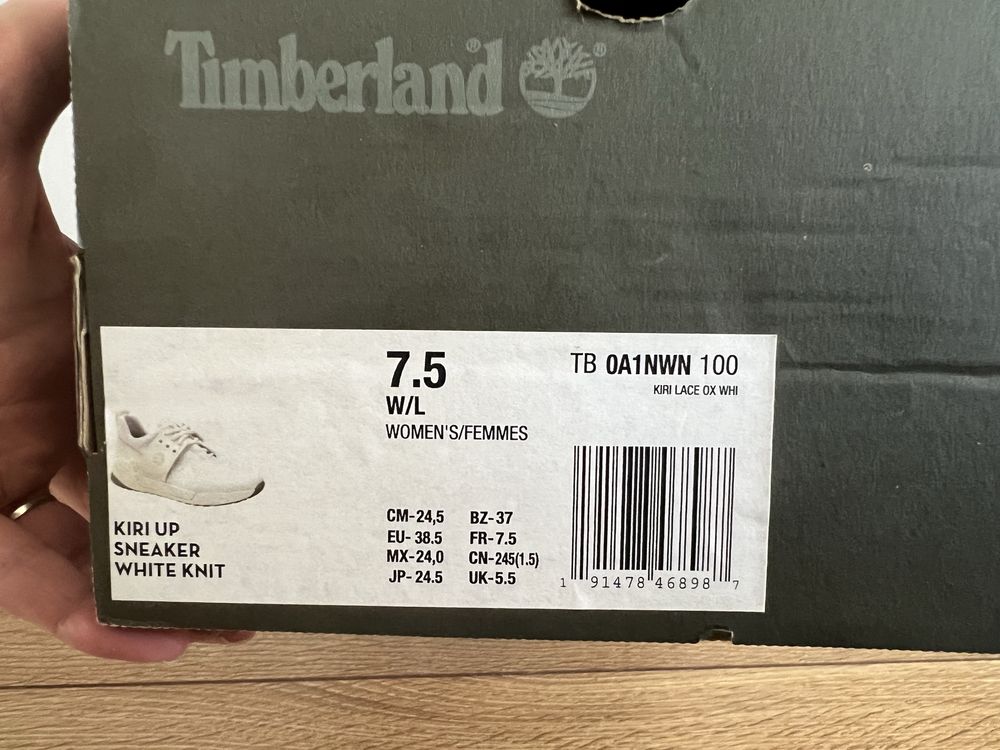 Timberland® ®
7.5
W/L
WOMEN'S/FEMMES
TB 0A1NWN 100
KIRI LACE OX WHI
KIRI UP
SNEAKER
WHITE KNIT
CM-24,5 BZ-37
EU-38.5 FR-7.5
MX-24,0 CN-245(1.5)
JP-24.5 UK-5.5
1 91478 46898 7